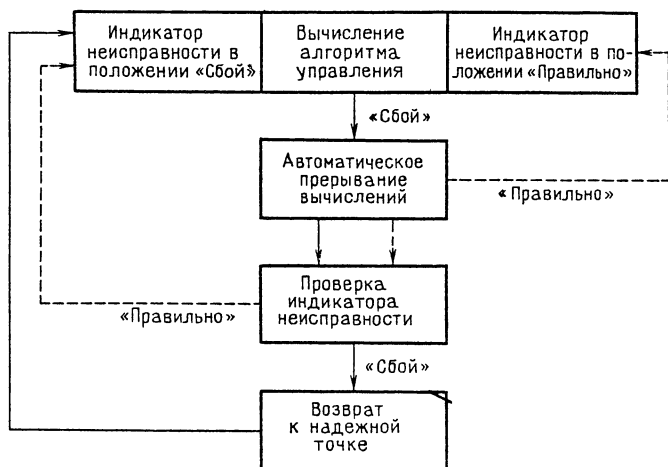 Индикатор
неисправности в
положении «Сбой»
Вычисление
алгоритма
управления
Индикатор
неисправности в по-
ложении «Правильно»
«Сбой»
Автоматическое
прерывание
вычислений
«Правильно»
Проверка
индикатора
неисправности
«Правильно»
«Сбой»
Возврат
к надежной
точке